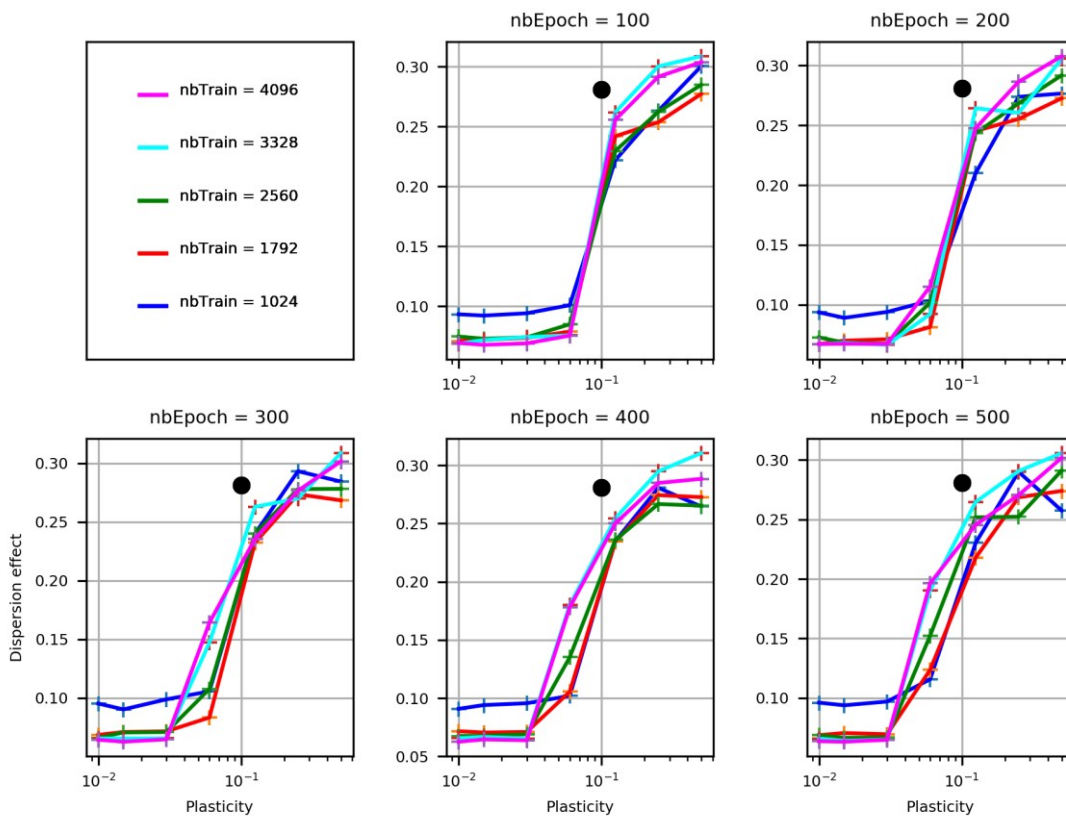 nbTrain = 4096
nbTrain = 3328
nbTrain = 2560
nbTrain = 1792
nbTrain = 1024
nbEpoch = 100
0.30
0.25
0.20
0.15
0.10
10⁻² 10⁻¹
nbEpoch = 200
0.30
0.25
0.20
0.15
0.10
10⁻² 10⁻¹
nbEpoch = 300
Dispersion effect
0.30
0.25
0.20
0.15
0.10
10⁻² 10⁻¹
Plasticity
nbEpoch = 400
0.30
0.25
0.20
0.15
0.10
0.05
10⁻² 10⁻¹
Plasticity
nbEpoch = 500
0.30
0.25
0.20
0.15
0.10
10⁻² 10⁻¹
Plasticity